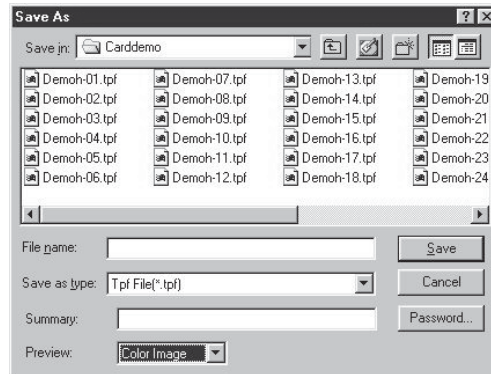 Save As
Save in: Carddemo
Demoh-01.tpf Demoh-07.tpf Demoh-13.tpf Demoh-19
Demoh-02.tpf Demoh-08.tpf Demoh-14.tpf Demoh-20
Demoh-03.tpf Demoh-09.tpf Demoh-15.tpf Demoh-21
Demoh-04.tpf Demoh-10.tpf Demoh-16.tpf Demoh-22
Demoh-05.tpf Demoh-11.tpf Demoh-17.tpf Demoh-23
Demoh-06.tpf Demoh-12.tpf Demoh-18.tpf Demoh-24
File name: Save
Save as type: Tpf File(*.tpf) Cancel
Summary: Password...
Preview: Color Image